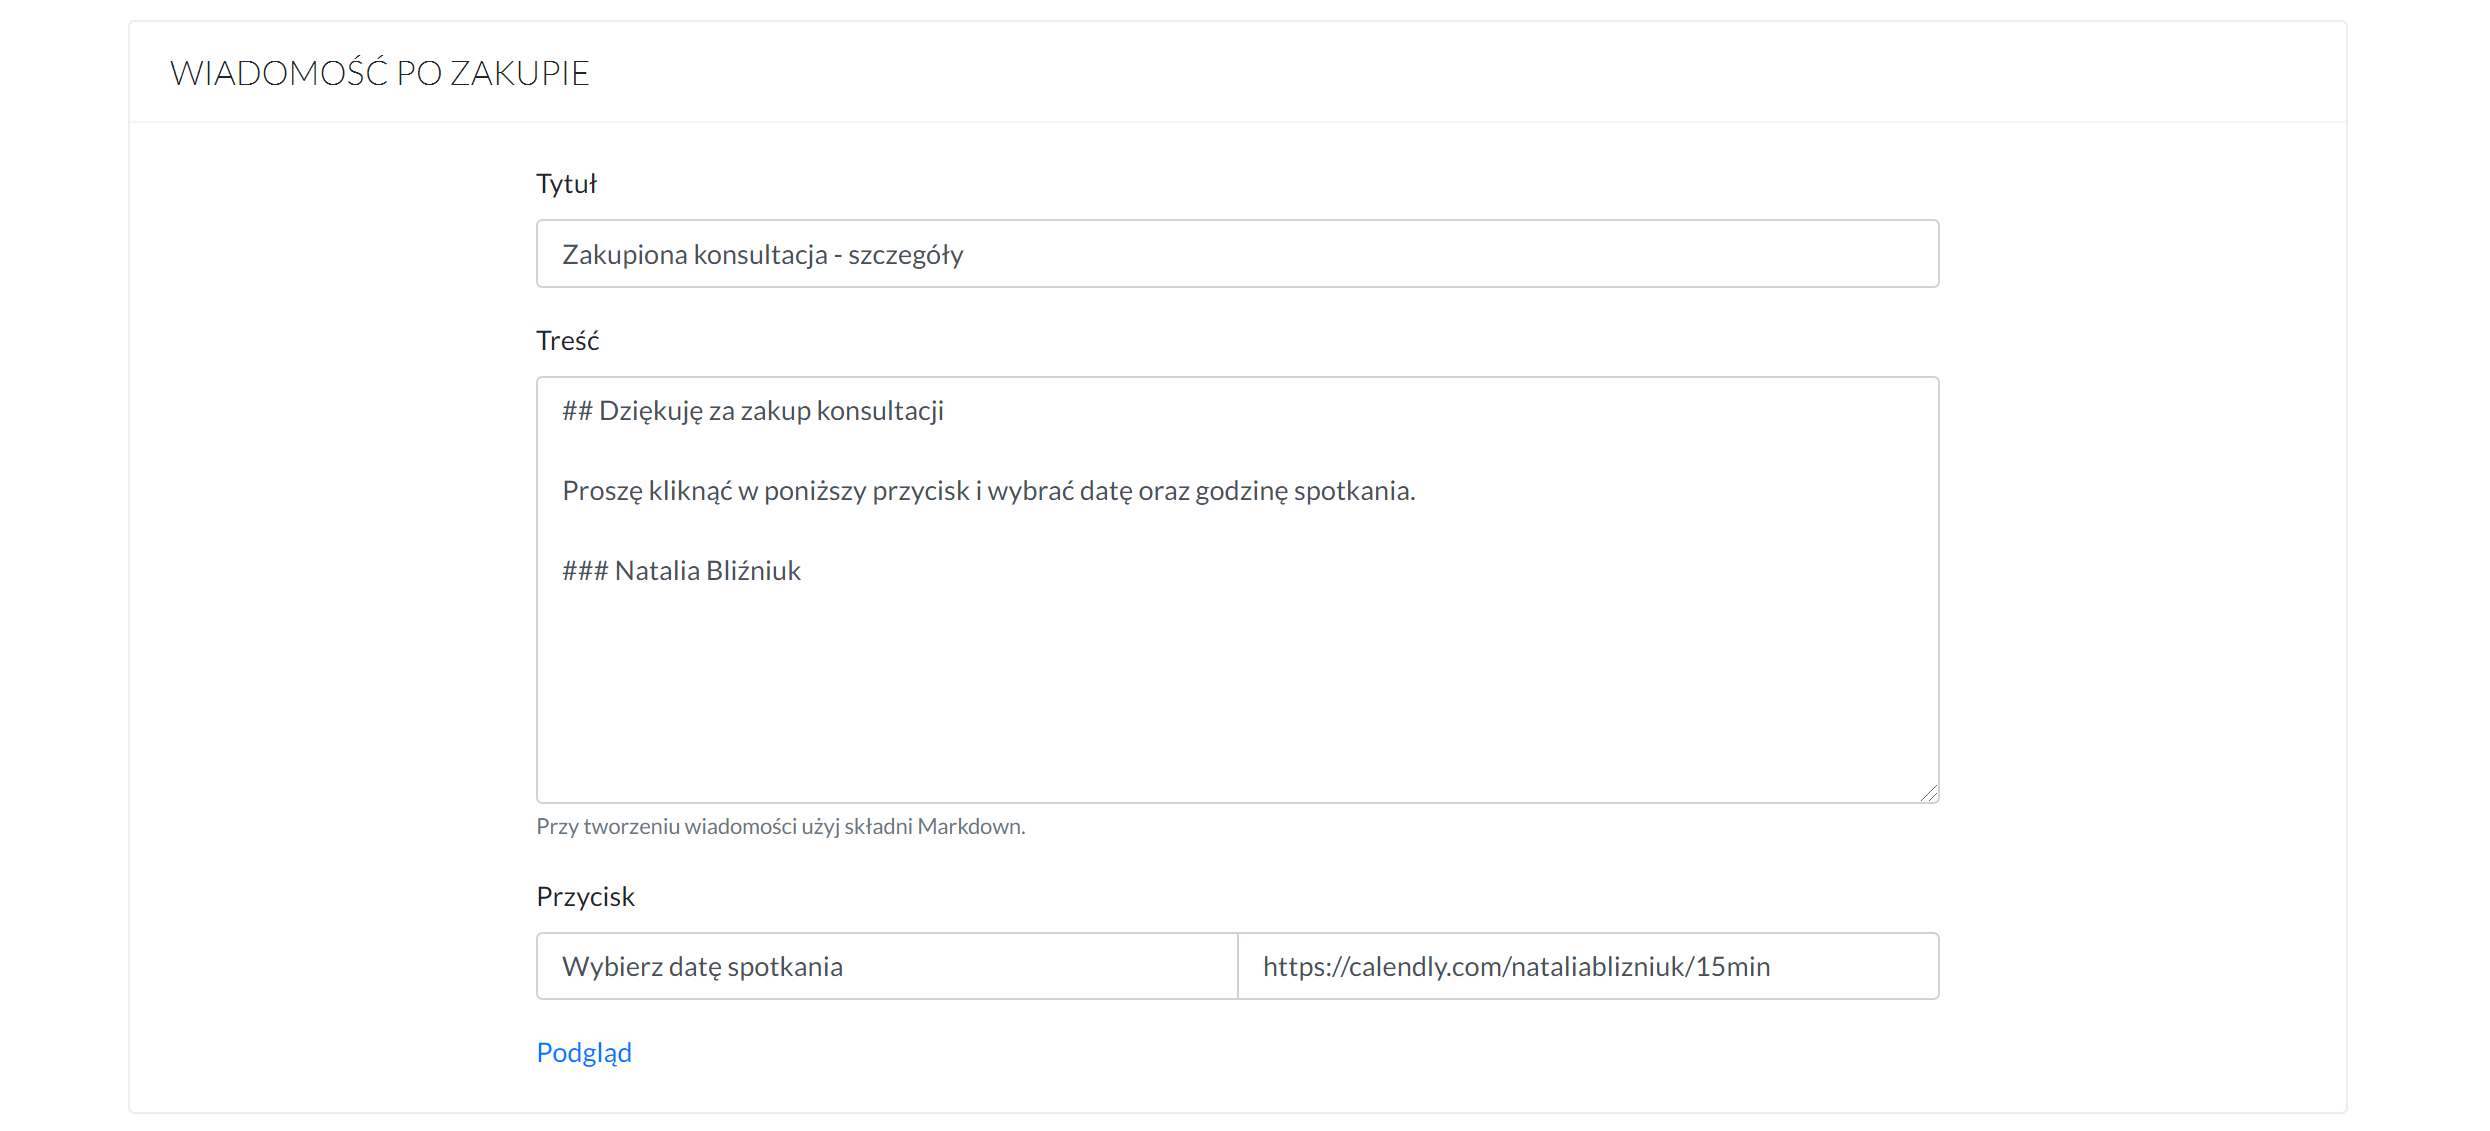 WIADOMOŚĆ PO ZAKUPIE
Tytuł
Zakupiona konsultacja - szczegóły
Treść
## Dziękuję za zakup konsultacji
Proszę kliknąć w poniższy przycisk i wybrać datę oraz godzinę spotkania.
### Natalia Bliźniuk
Przy tworzeniu wiadomości użyj składni Markdown.
Przycisk
Wybierz datę spotkania
https://calendly.com/nataliablizniuk/15min
Podgląd